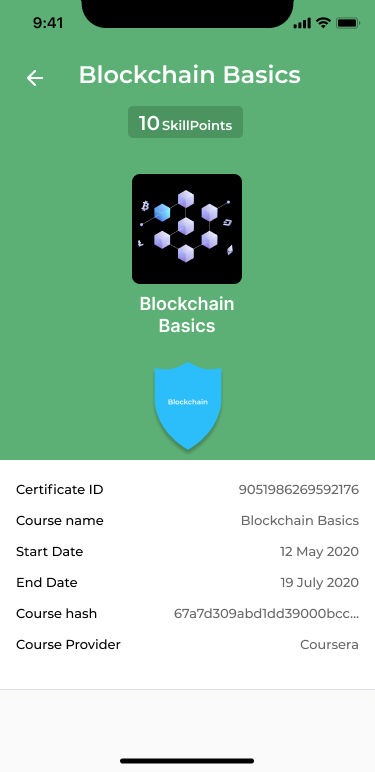 9:41
Blockchain Basics
10 SkillPoints
Blockchain
Basics
Blockchain
Certificate ID 9051986269592176
Course name Blockchain Basics
Start Date 12 May 2020
End Date 19 July 2020
Course hash 67a7d309abd1dd39000bcc...
Course Provider Coursera